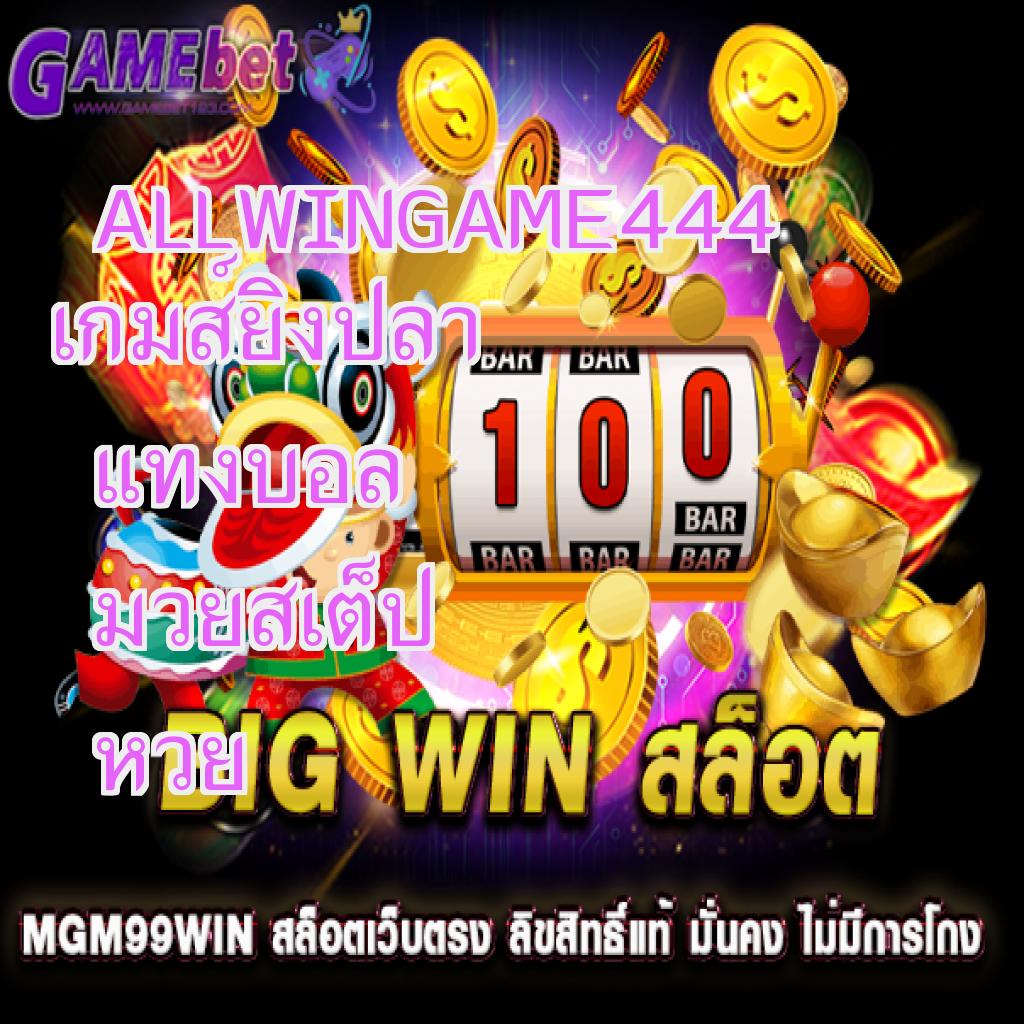 GAMEbet
WWW.GAMEBET193.COM
ALLWINGAME444
เกมส์ยิงปลา
แทงบอล
มวยสเต็ป
หวย
BAR BAR
1 0 0
BAR
BAR BAR BAR
BIG WIN สล็อต
MGM99WIN สล็อตเว็บตรง ลิขสิทธิ์แท้ มั่นคง ไม่มีการโกง